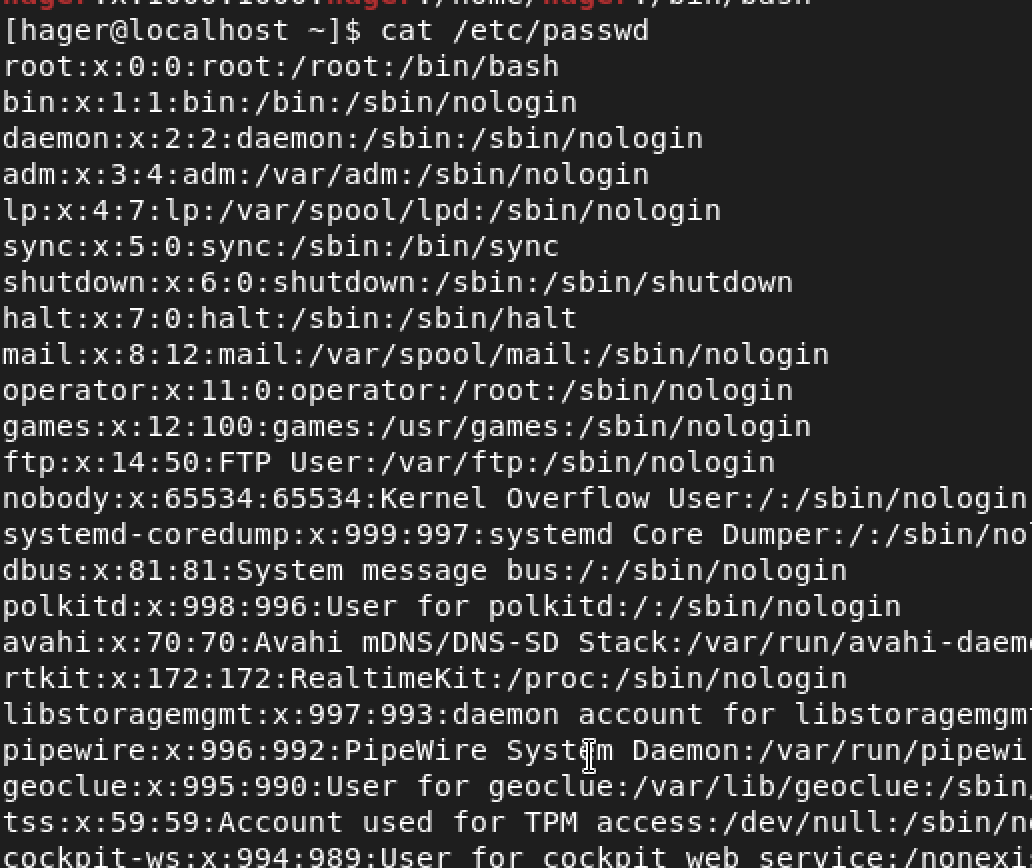 hager:x:1000:1000:hager:/home/hager:/bin/bash
[hager@localhost ~]$ cat /etc/passwd
root:x:0:0:root:/root:/bin/bash
bin:x:1:1:bin:/bin:/sbin/nologin
daemon:x:2:2:daemon:/sbin:/sbin/nologin
adm:x:3:4:adm:/var/adm:/sbin/nologin
lp:x:4:7:lp:/var/spool/lpd:/sbin/nologin
sync:x:5:0:sync:/sbin:/bin/sync
shutdown:x:6:0:shutdown:/sbin:/sbin/shutdown
halt:x:7:0:halt:/sbin:/sbin/halt
mail:x:8:12:mail:/var/spool/mail:/sbin/nologin
operator:x:11:0:operator:/root:/sbin/nologin
games:x:12:100:games:/usr/games:/sbin/nologin
ftp:x:14:50:FTP User:/var/ftp:/sbin/nologin
nobody:x:65534:65534:Kernel Overflow User:/:/sbin/nologin
systemd-coredump:x:999:997:systemd Core Dumper:/:/sbin/no
dbus:x:81:81:System message bus:/:/sbin/nologin
polkitd:x:998:996:User for polkitd:/:/sbin/nologin
avahi:x:70:70:Avahi mDNS/DNS-SD Stack:/var/run/avahi-daem
rtkit:x:172:172:RealtimeKit:/proc:/sbin/nologin
libstoragemgmt:x:997:993:daemon account for libstoragemgm
pipewire:x:996:992:PipeWire System Daemon:/var/run/pipewi
geoclue:x:995:990:User for geoclue:/var/lib/geoclue:/sbin/
tss:x:59:59:Account used for TPM access:/dev/null:/sbin/no
cockpit-ws:x:994:989:User for cockpit web service:/nonexi